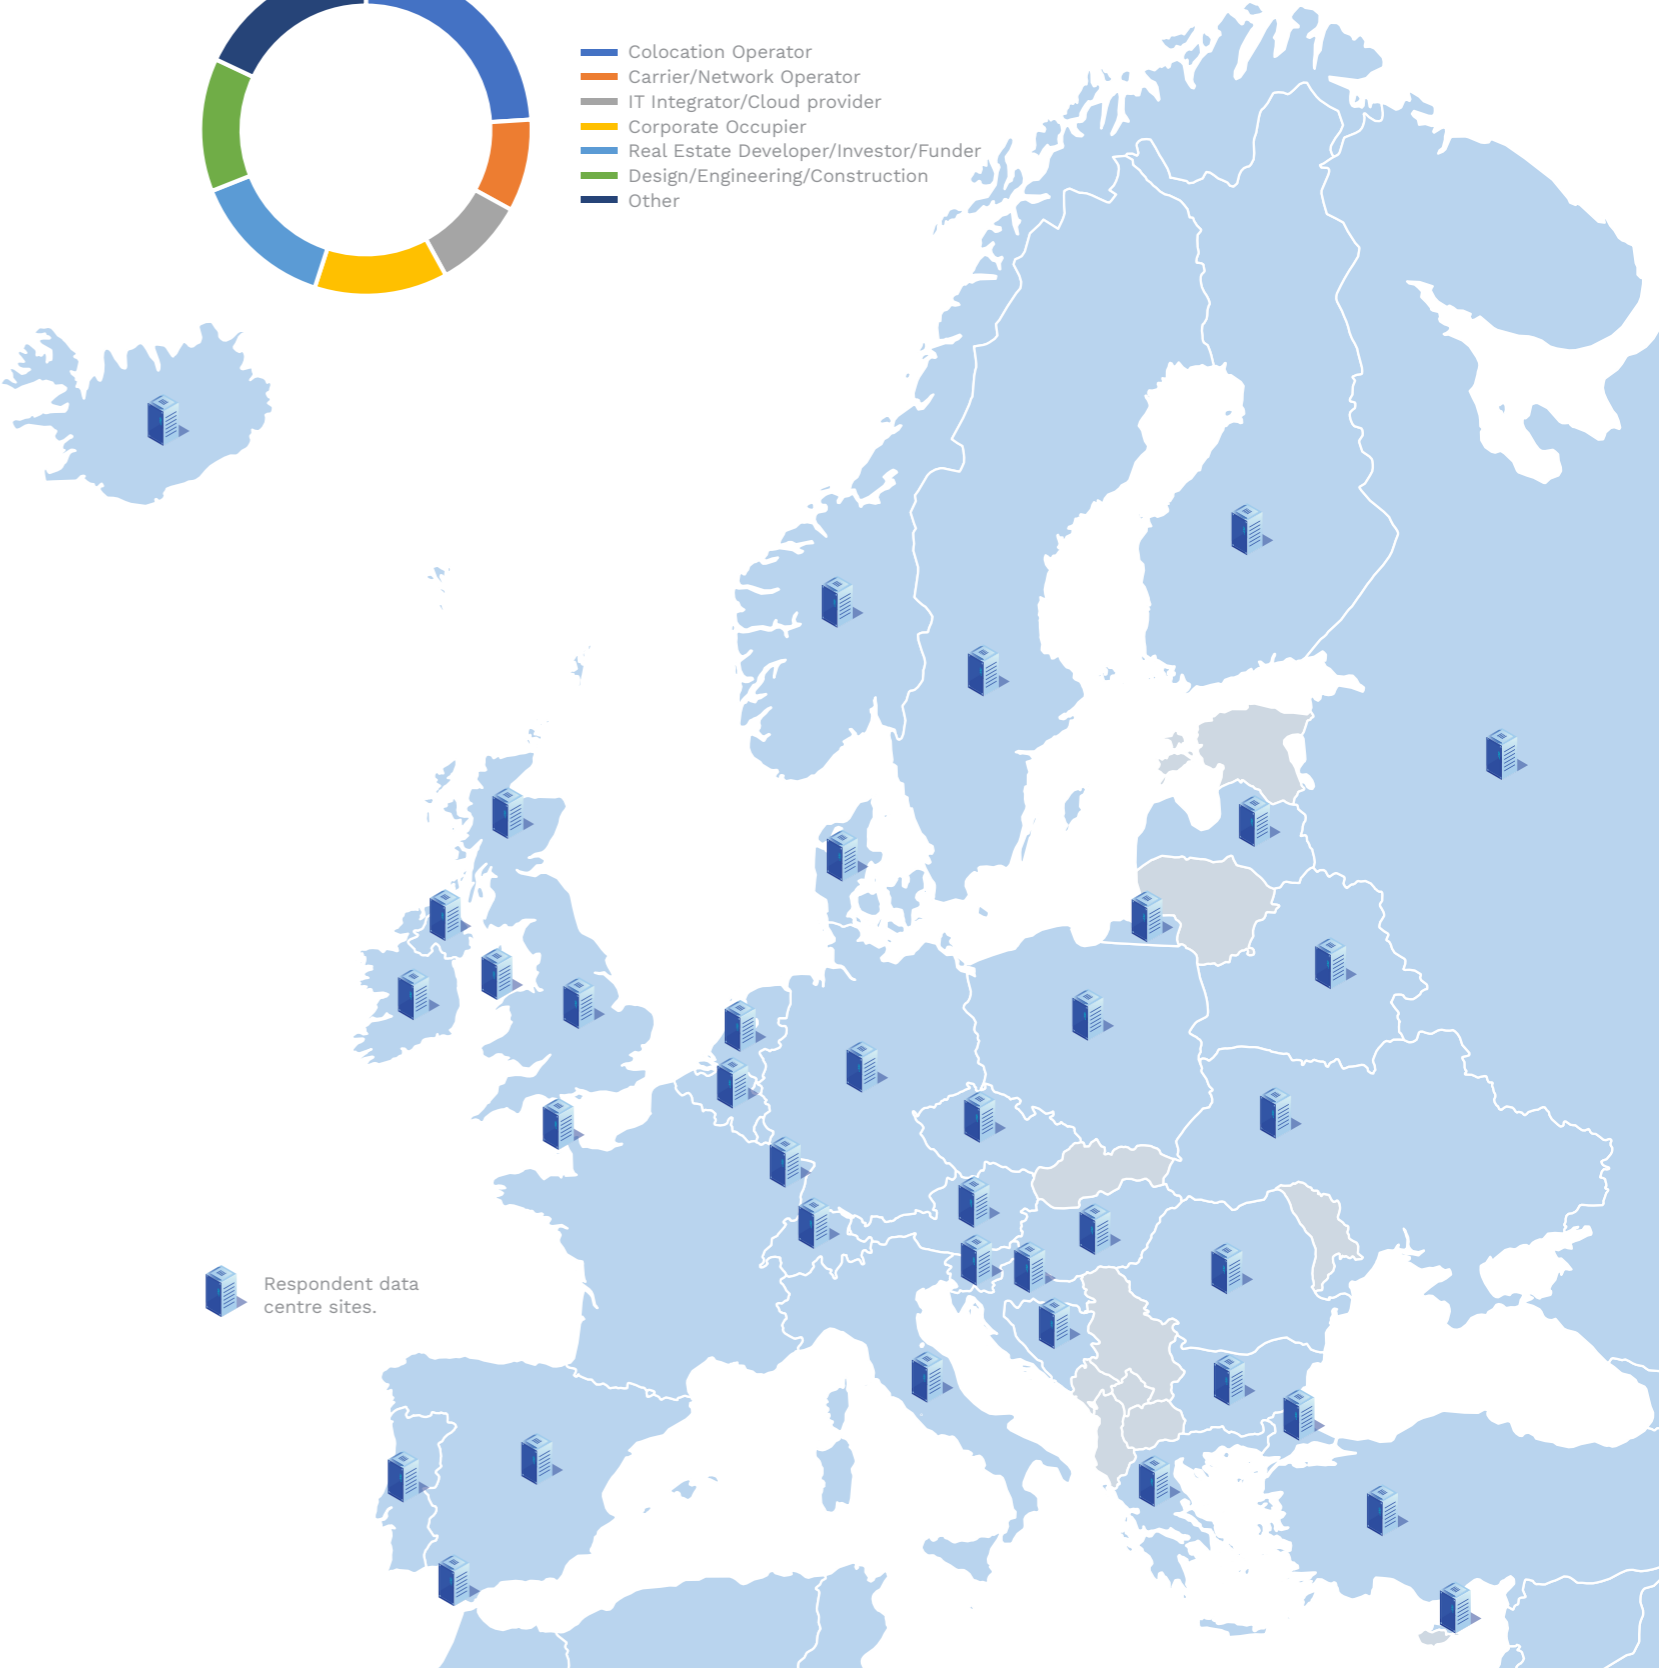 Colocation Operator
Carrier/Network Operator
IT Integrator/Cloud provider
Corporate Occupier
Real Estate Developer/Investor/Funder
Design/Engineering/Construction
Other
Respondent data
centre sites.